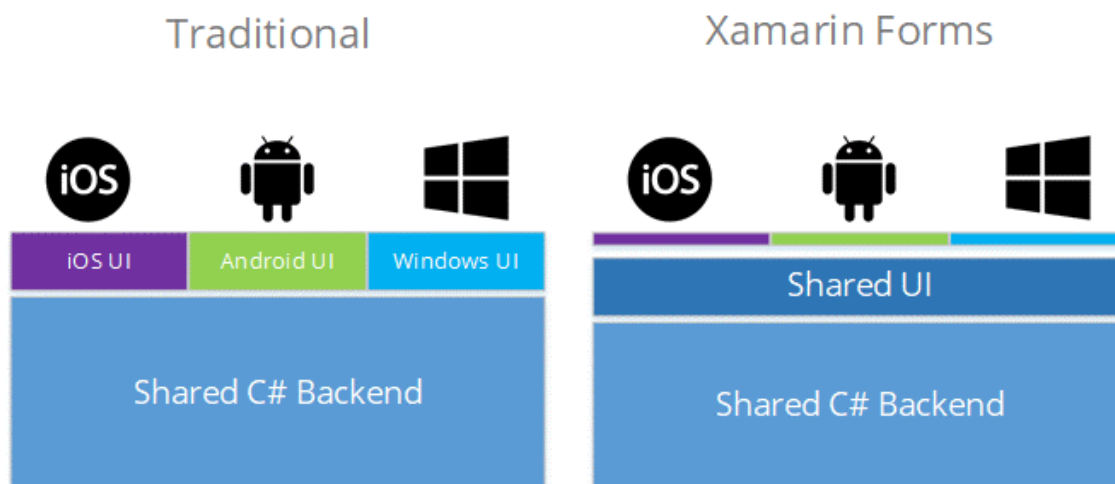 Traditional
iOS
iOS UI
Android UI
Windows UI
Shared C# Backend
Xamarin Forms
iOS
Shared UI
Shared C# Backend